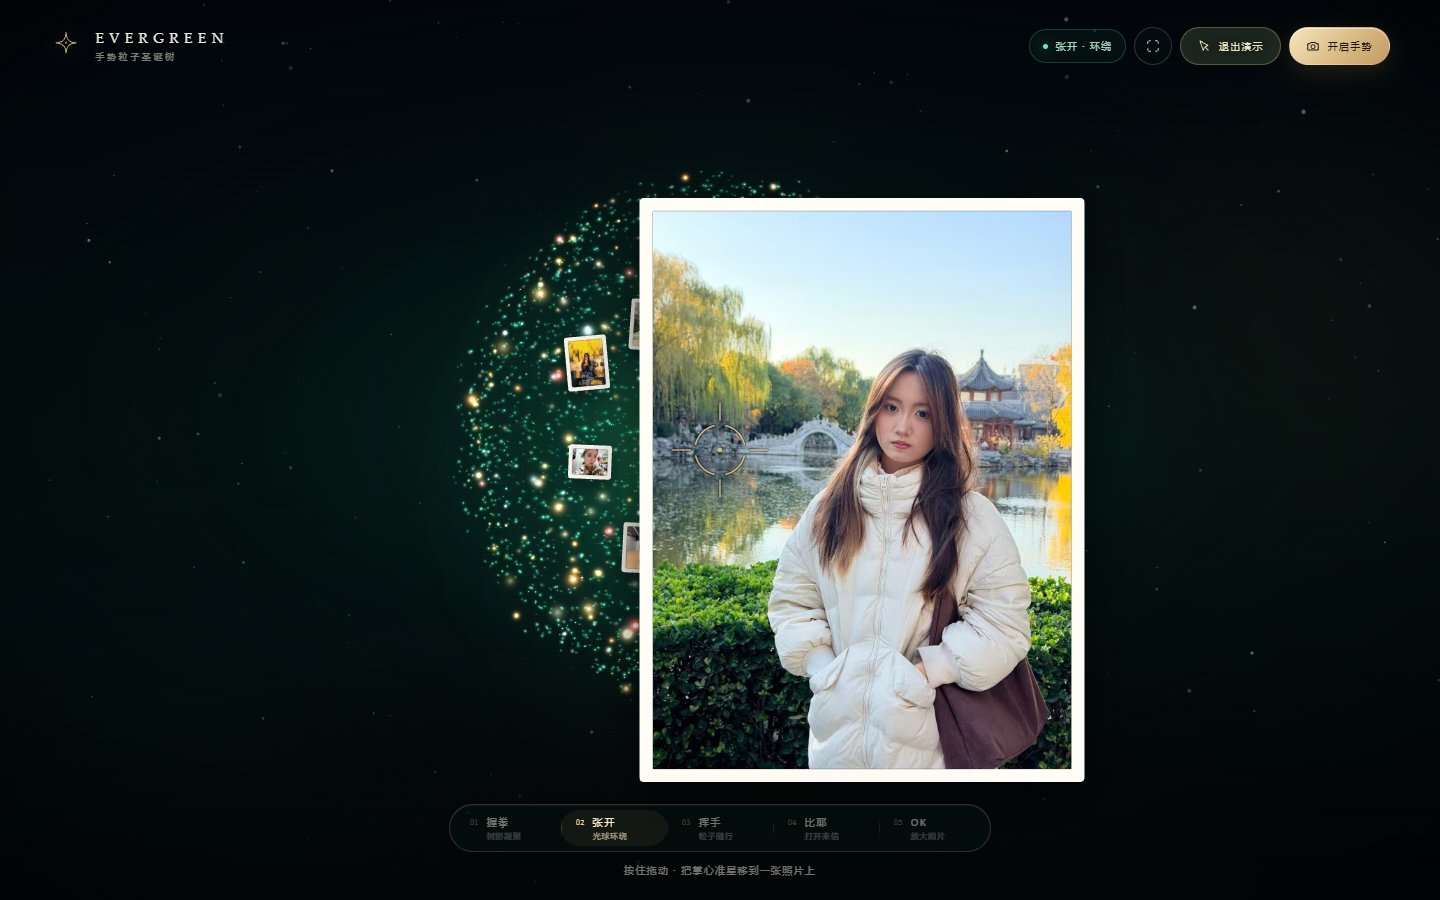 EVERGREEN
手势粒子圣诞树
张开 · 环绕
退出演示
开启手势
01 握拳
树影凝聚
02 张开
光球环绕
03 挥手
粒子随行
04 比耶
打开来信
05 OK
放大照片
按住拖动 · 把掌心准星移到一张照片上